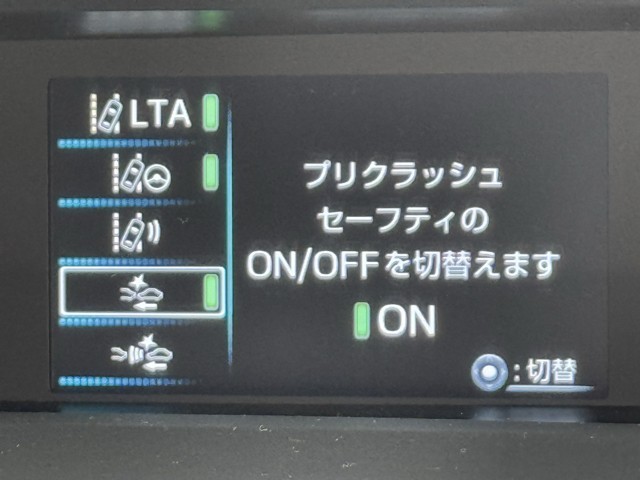 LTA
プリクラッシュ
セーフティの
ON/OFFを切替えます
ON
:切替